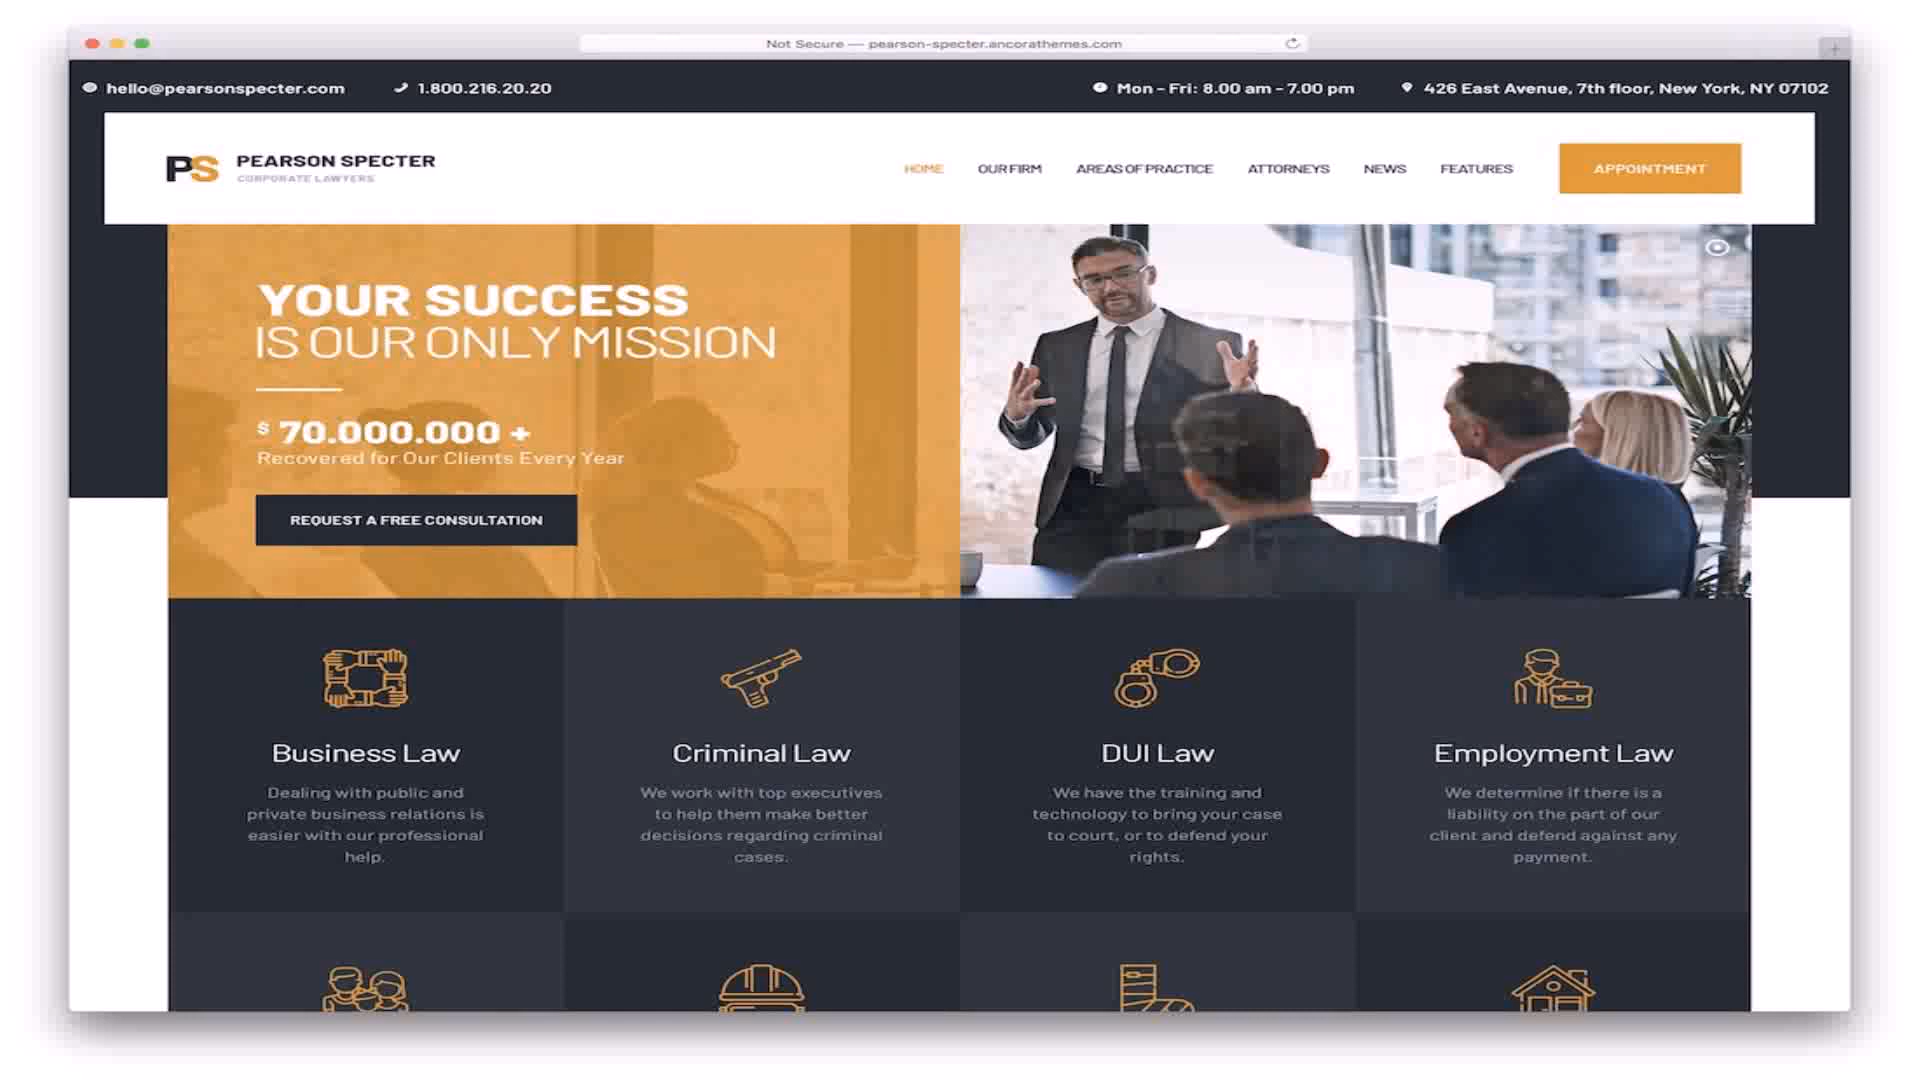 Not Secure — pearson-specter.ancorathemes.com
hello@pearsonspecter.com
1.800.216.20.20
Mon - Fri: 8.00 am - 7.00 pm
426 East Avenue, 7th floor, New York, NY 07102
PS
PEARSON SPECTER
CORPORATE LAWYERS
HOME
OUR FIRM
AREAS OF PRACTICE
ATTORNEYS
NEWS
FEATURES
APPOINTMENT
YOUR SUCCESS
IS OUR ONLY MISSION
$ 70.000.000 +
Recovered for Our Clients Every Year
REQUEST A FREE CONSULTATION
Business Law
Dealing with public and
private business relations is
easier with our professional
help.
Criminal Law
We work with top executives
to help them make better
decisions regarding criminal
cases.
DUI Law
We have the training and
technology to bring your case
to court, or to defend your
rights.
Employment Law
We determine if there is a
liability on the part of our
client and defend against any
payment.